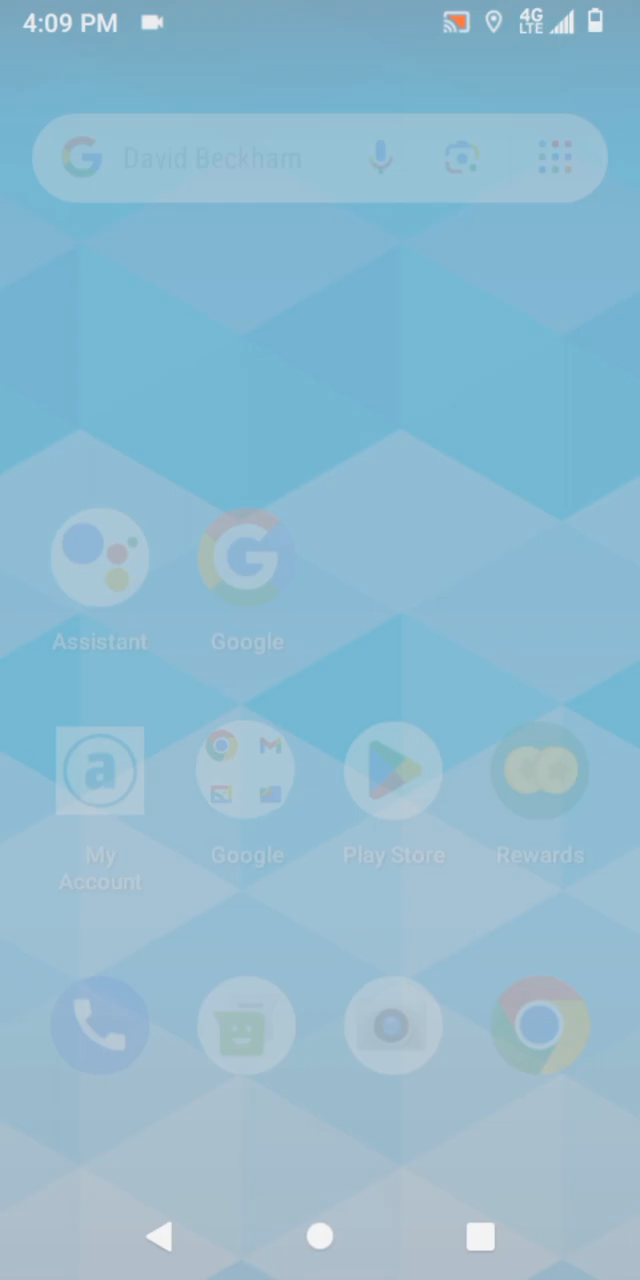 4:09 PM
4G
LTE
David Beckham
Assistant
Google
a
My
Account
Google
Play Store
Rewards